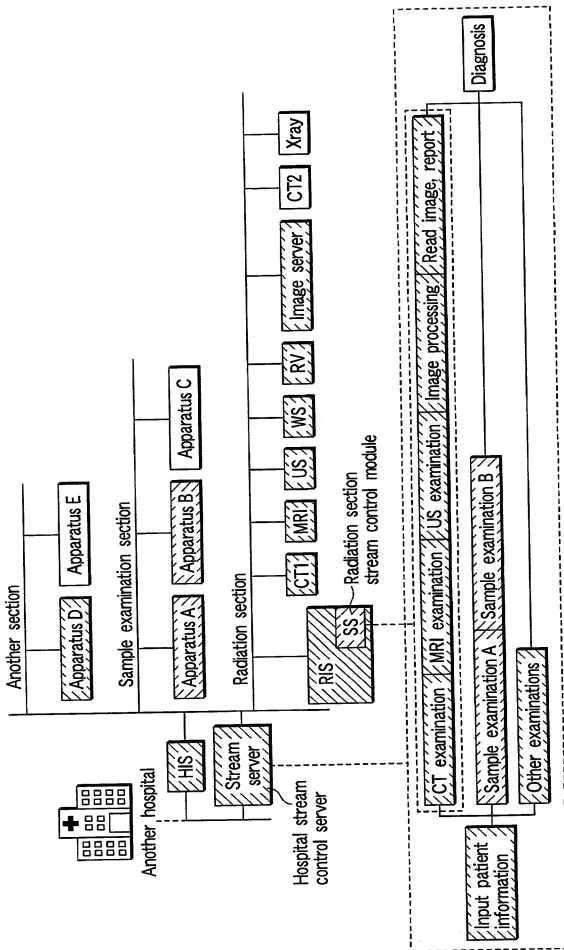 Another section
Apparatus D
Apparatus E
Sample examination section
Apparatus A
Apparatus B
Apparatus C
Radiation section
RIS
SS
CT1
MRI
US
WS
RV
Image server
CT2
Xray
Radiation section
stream control module
Another hospital
HIS
Stream
server
Hospital stream
control server
Input patient
information
CT examination
MRI examination
US examination
Image processing
Read image, report
Sample examination A
Sample examination B
Other examinations
Diagnosis